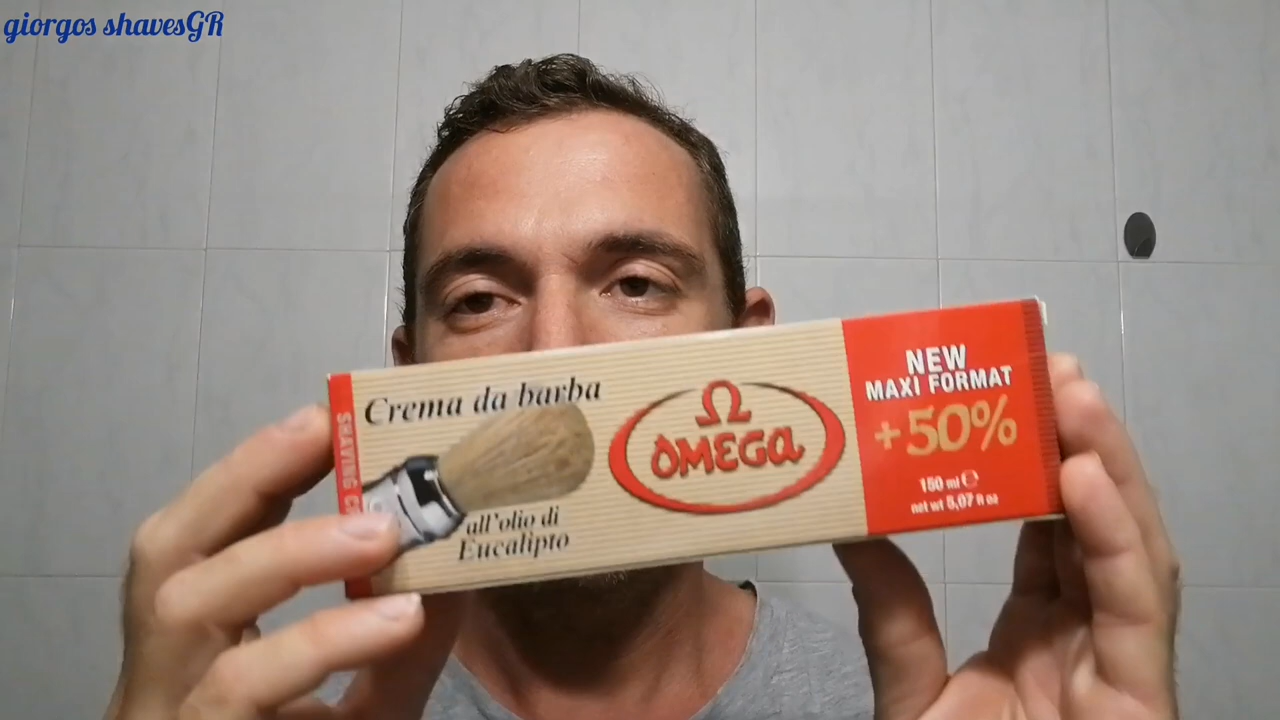 giorgos shavesGR
SHAVING
Crema da barba
all'olio di
Eucalipto
Ω
OMEGA
NEW
MAXI FORMAT
+50%
150 ml ℮
net wt 5,07 fl oz